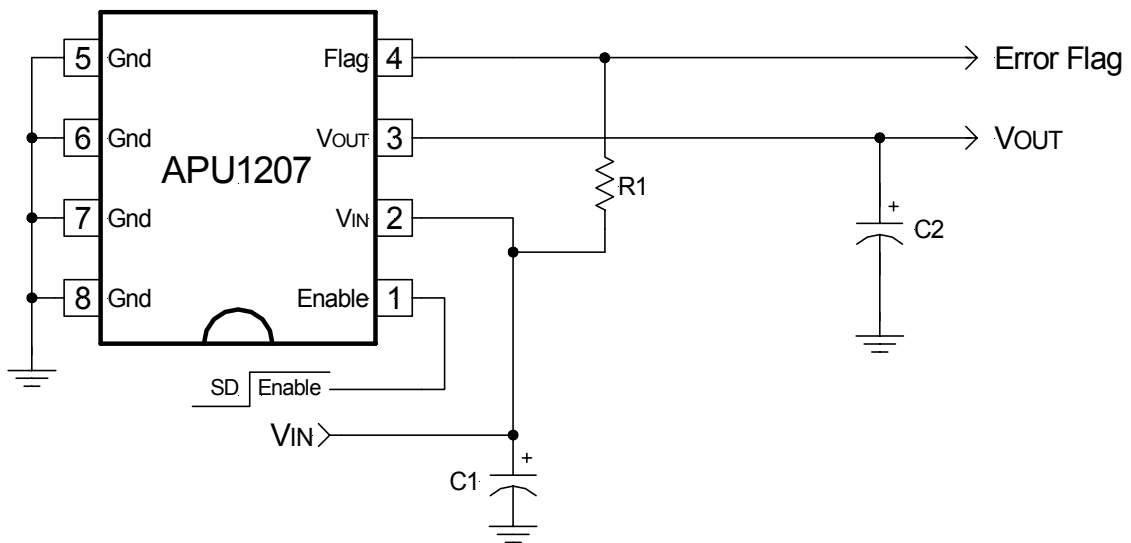 5 Gnd Flag 4 Error Flag
6 Gnd VOUT 3 VOUT
APU1207
R1
7 Gnd VIN 2
+
C2
8 Gnd Enable 1
SD Enable
VIN
+
C1